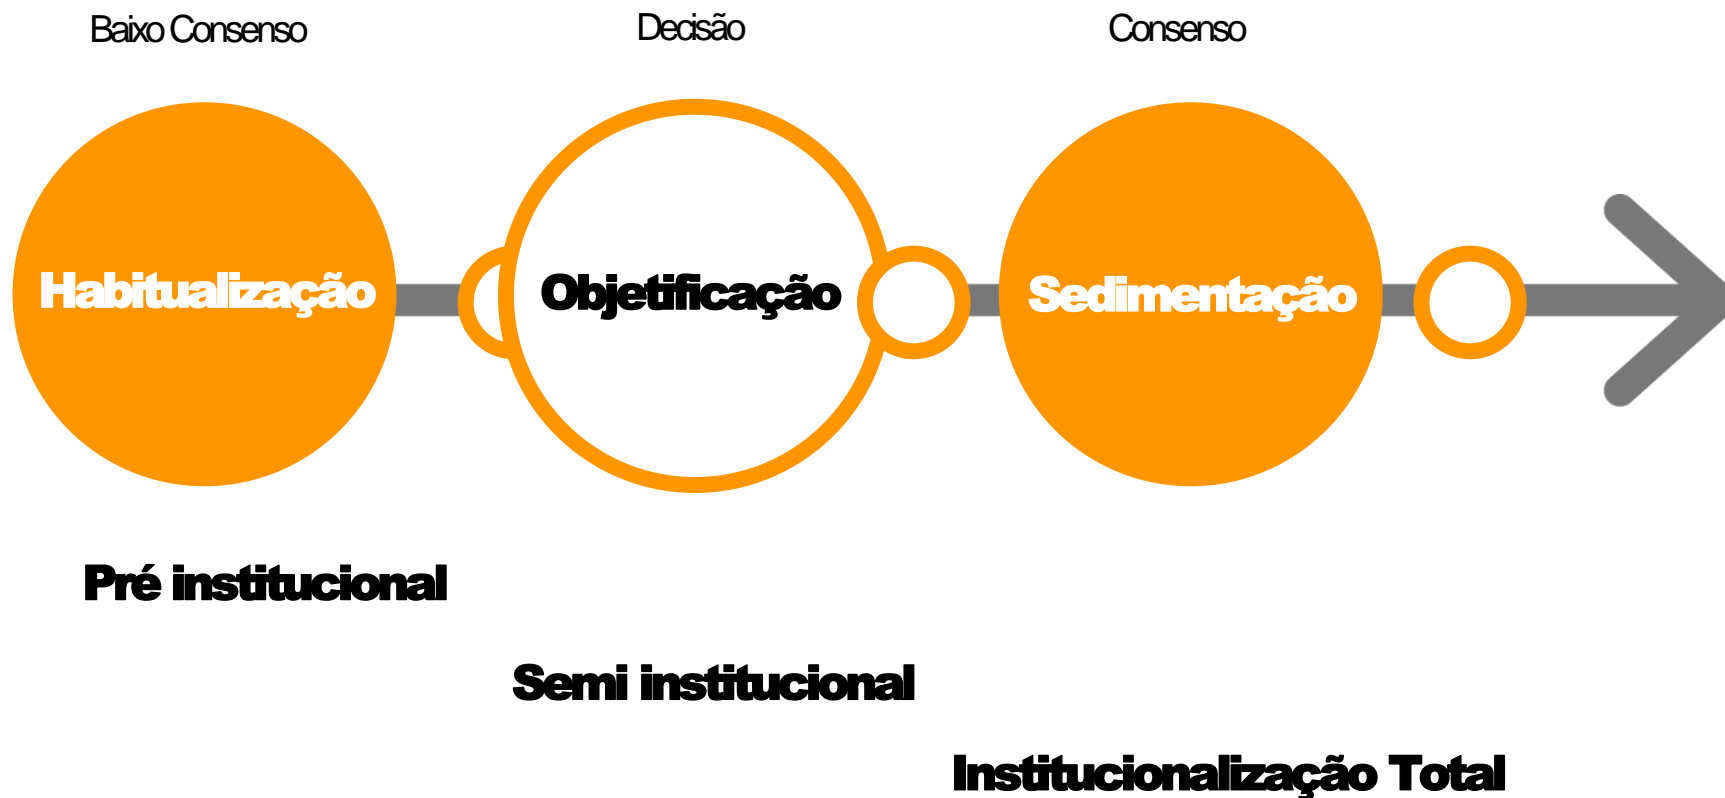 Baixo Consenso
Decisão
Consenso
Habitualização
Objetificação
Sedimentação
Pré institucional
Semi institucional
Institucionalização Total